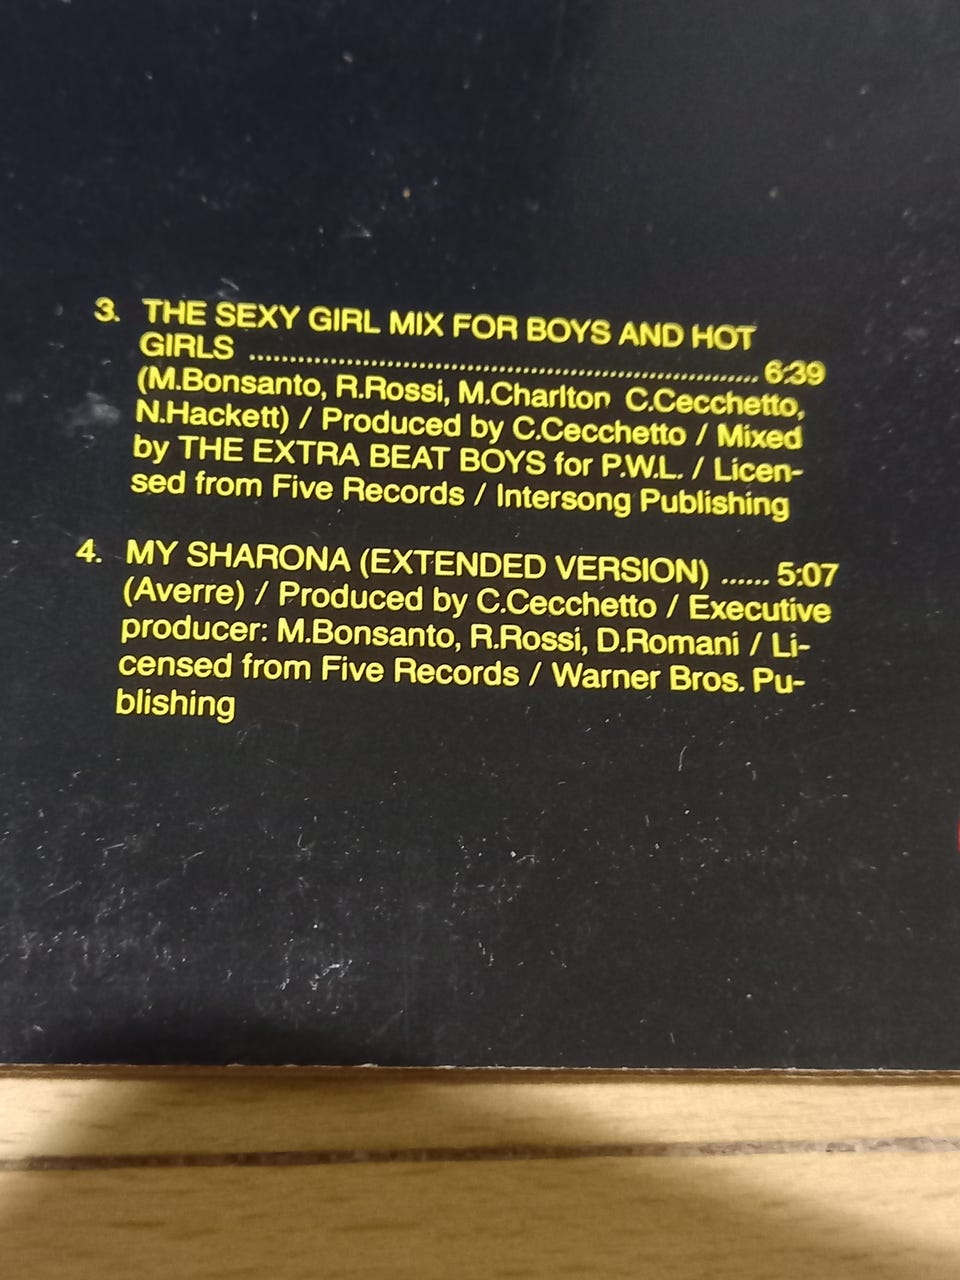 3. THE SEXY GIRL MIX FOR BOYS AND HOT
GIRLS ........................................................... 6:39
(M.Bonsanto, R.Rossi, M.Charlton C.Cecchetto,
N.Hackett) / Produced by C.Cecchetto / Mixed
by THE EXTRA BEAT BOYS for P.W.L. / Licen-
sed from Five Records / Intersong Publishing
4. MY SHARONA (EXTENDED VERSION) ...... 5:07
(Averre) / Produced by C.Cecchetto / Executive
producer: M.Bonsanto, R.Rossi, D.Romani / Li-
censed from Five Records / Warner Bros. Pu-
blishing